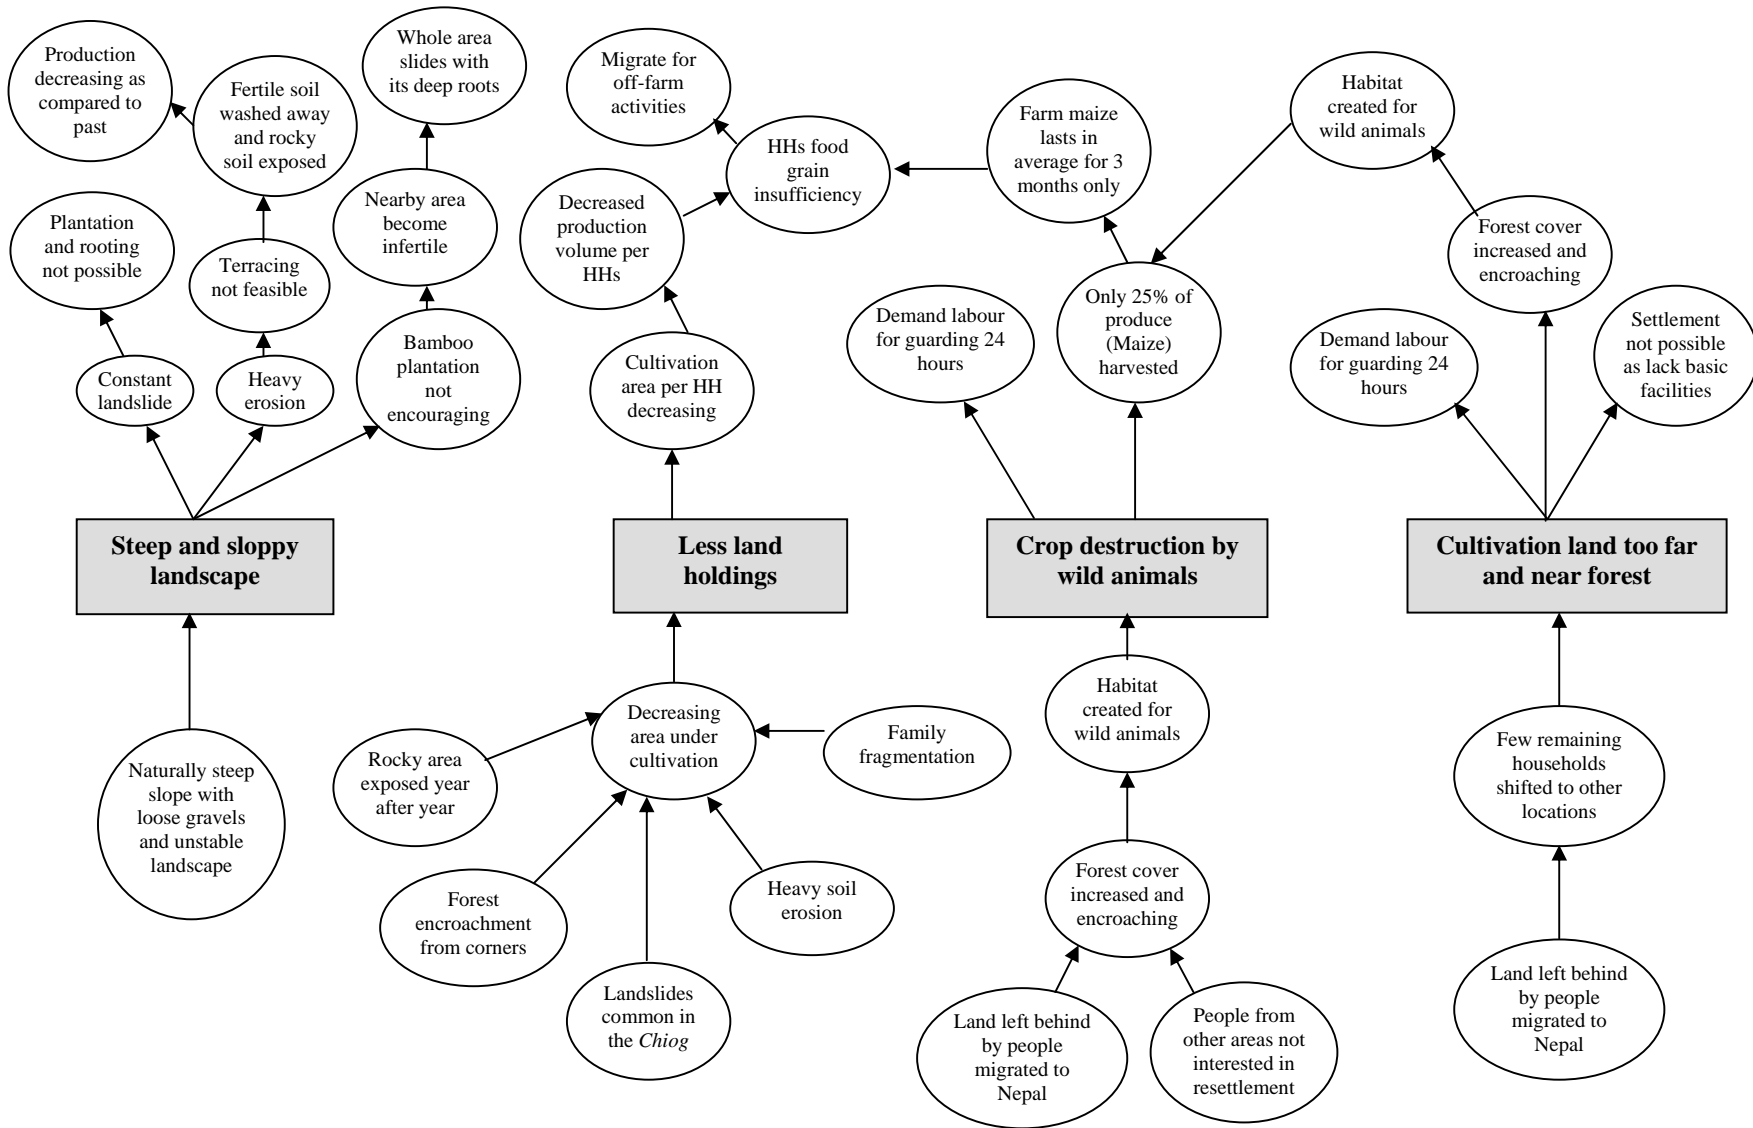 Production
decreasing as
compared to
past
Fertile soil
washed away
and rocky
soil exposed
Whole area
slides with
its deep roots
Migrate for
off-farm
activities
HHs food
grain
insufficiency
Farm maize
lasts in
average for 3
months only
Habitat
created for
wild animals
Plantation
and rooting
not possible
Terracing
not feasible
Nearby area
become
infertile
Decreased
production
volume per
HHs
Forest cover
increased and
encroaching
Constant
landslide
Heavy
erosion
Bamboo
plantation
not
encouraging
Cultivation
area per HH
decreasing
Demand labour
for guarding 24
hours
Only 25% of
produce
(Maize)
harvested
Demand labour
for guarding 24
hours
Settlement
not possible
as lack basic
facilities
Steep and sloppy
landscape
Less land
holdings
Crop destruction by
wild animals
Cultivation land too far
and near forest
Naturally steep
slope with
loose gravels
and unstable
landscape
Rocky area
exposed year
after year
Decreasing
area under
cultivation
Family
fragmentation
Forest
encroachment
from corners
Landslides
common in
the Chiog
Heavy soil
erosion
Habitat
created for
wild animals
Forest cover
increased and
encroaching
Land left behind
by people
migrated to
Nepal
People from
other areas not
interested in
resettlement
Few remaining
households
shifted to other
locations
Land left behind
by people
migrated to
Nepal